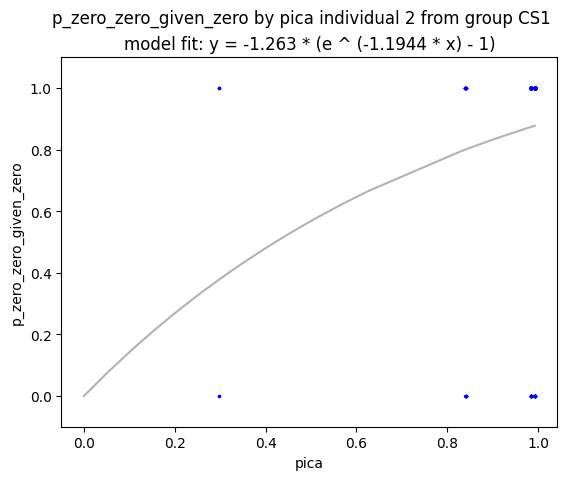 p_zero_zero_given_zero by pica individual 2 from group CS1
model fit: y = -1.263 * (e ^ (-1.1944 * x) - 1)
1.0
0.8
0.6
0.4
0.2
0.0
p_zero_zero_given_zero
0.0 0.2 0.4 0.6 0.8 1.0
pica